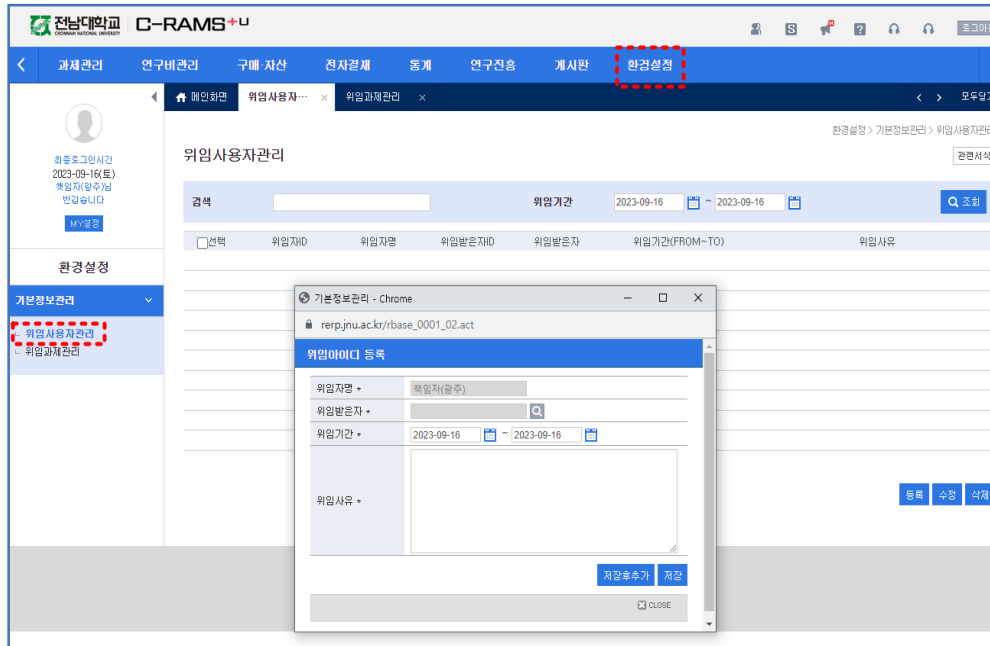 전남대학교 C-RAMS+U
CHONNAM NATIONAL UNIVERSITY
S ? 로그아
과제관리 연구비관리 구매·자산 전자결재 통계 연구진흥 게시판 환경설정
메인화면 위임사용자… × 위임과제관리 × 모두닫
환경설정 > 기본정보관리 > 위임사용자관
최종로그인시간
2023-09-16(토)
책임자(광주)님
반갑습니다
MY설정
위임사용자관리
관련서식
검색 위임기간 2023-09-16 ~ 2023-09-16 조회
선택 위임자ID 위임자명 위임받은자ID 위임받은자 위임기간(FROM~TO) 위임사유
환경설정
기본정보관리
위임사용자관리
위임과제관리
기본정보관리 - Chrome
rerp.jnu.ac.kr/rbase_0001_02.act
위임아이디 등록
위임자명 * 책임자(광주)
위임받은자 *
위임기간 * 2023-09-16 ~ 2023-09-16
위임사유 *
저장후추가 저장
CLOSE
등록 수정 삭제